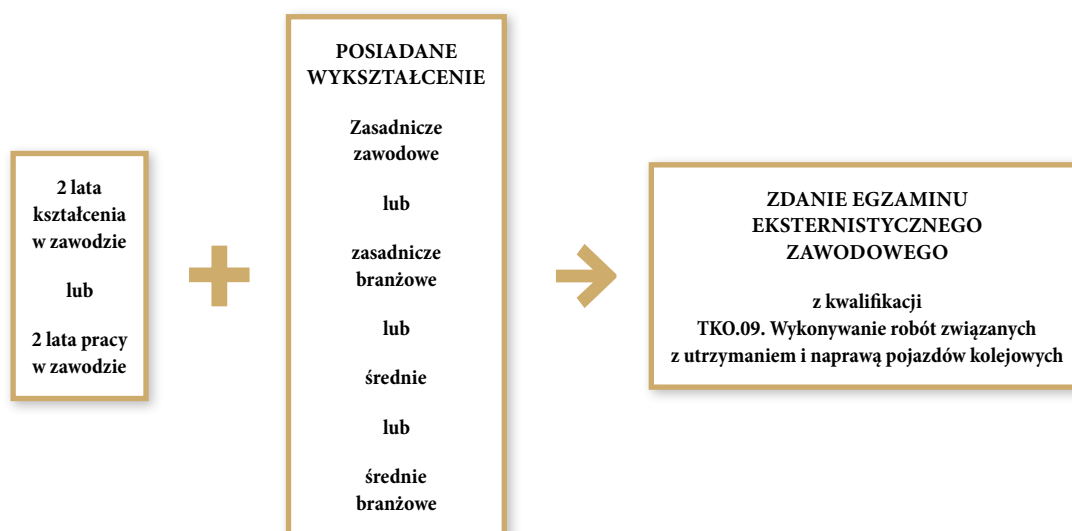 2 lata
kształcenia
w zawodzie
lub
2 lata pracy
w zawodzie
POSIADANE
WYKSZTAŁCENIE
Zasadnicze
zawodowe
lub
zasadnicze
branżowe
lub
średnie
lub
średnie
branżowe
ZDANIE EGZAMINU
EKSTERNISTYCZNEGO
ZAWODOWEGO
z kwalifikacji
TKO.09. Wykonywanie robót związanych
z utrzymaniem i naprawą pojazdów kolejowych